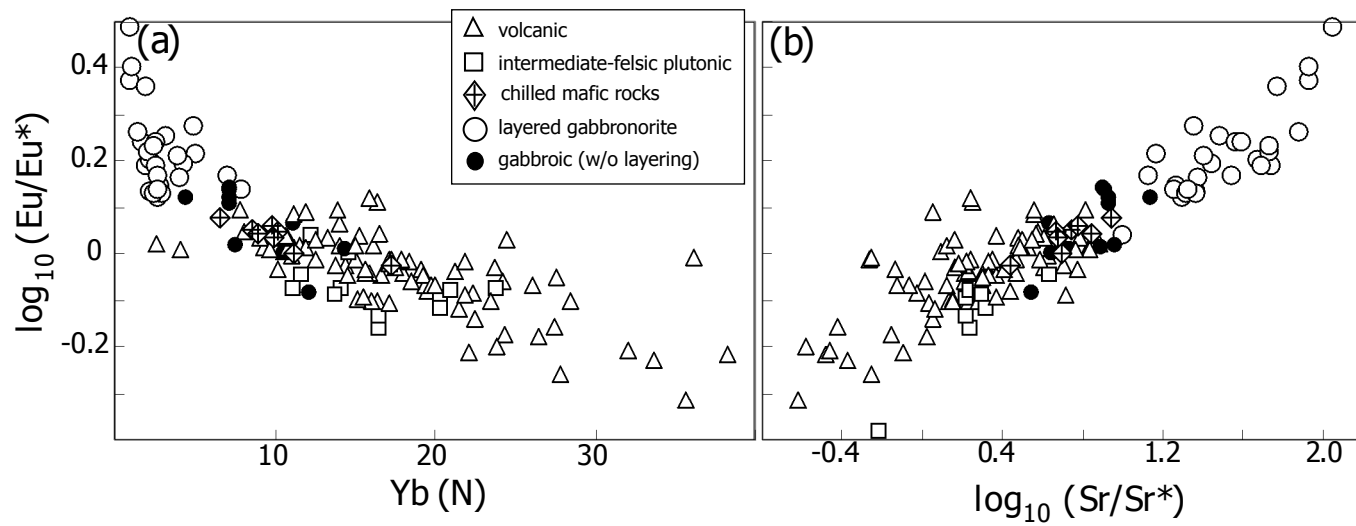 (a)
(b)
volcanic
intermediate-felsic plutonic
chilled mafic rocks
layered gabbronorite
gabbroic (w/o layering)
log10 (Eu/Eu*)
0.4
0.2
0
-0.2
10
20
30
Yb (N)
-0.4
0.4
1.2
2.0
log10 (Sr/Sr*)